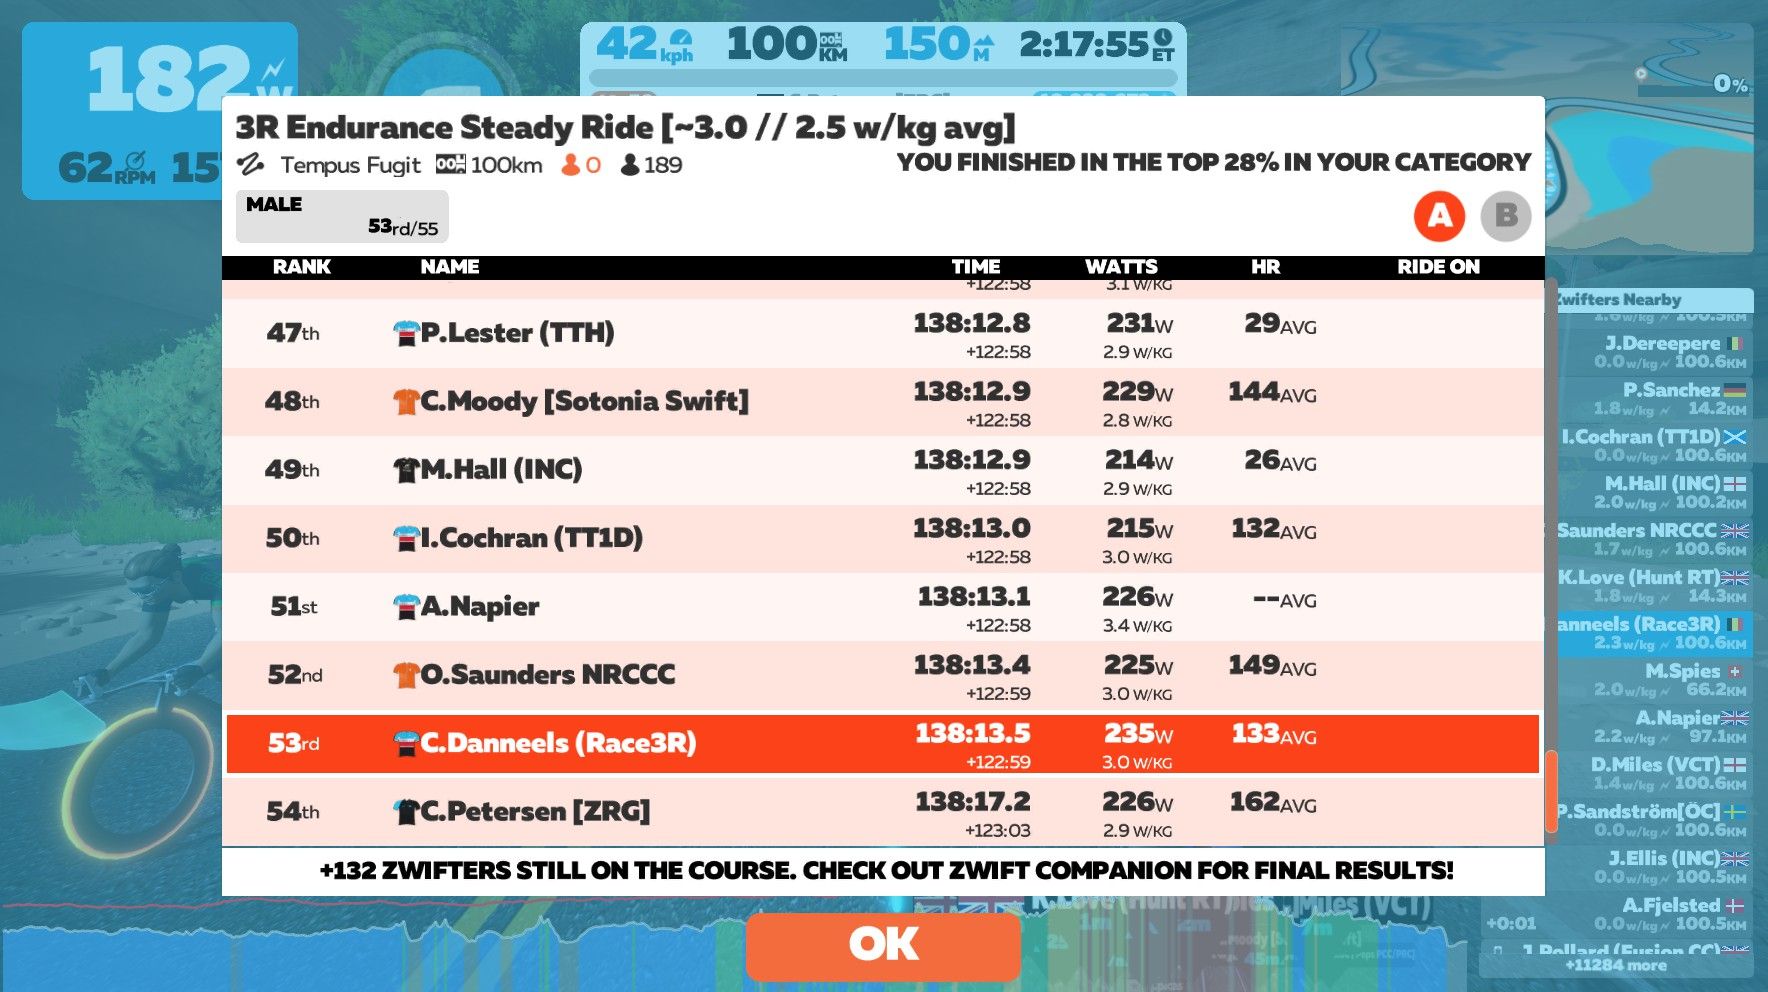 182W
62RPM 15
42kph 100KM 150M 2:17:55ET
0%
3R Endurance Steady Ride [~3.0 // 2.5 w/kg avg]
Tempus Fugit 100km 0 189
YOU FINISHED IN THE TOP 28% IN YOUR CATEGORY
MALE
53rd/55
A B
RANK NAME TIME WATTS HR RIDE ON
+122:58 3.1 W/KG
47th P.Lester (TTH) 138:12.8 231W 29AVG
+122:58 2.9 W/KG
48th C.Moody [Sotonia Swift] 138:12.9 229W 144AVG
+122:58 2.8 W/KG
49th M.Hall (INC) 138:12.9 214W 26AVG
+122:58 2.9 W/KG
50th I.Cochran (TT1D) 138:13.0 215W 132AVG
+122:58 3.0 W/KG
51st A.Napier 138:13.1 226W --AVG
+122:58 3.4 W/KG
52nd O.Saunders NRCCC 138:13.4 225W 149AVG
+122:59 3.0 W/KG
53rd C.Danneels (Race3R) 138:13.5 235W 133AVG
+122:59 3.0 W/KG
54th C.Petersen [ZRG] 138:17.2 226W 162AVG
+123:03 2.9 W/KG
+132 ZWIFTERS STILL ON THE COURSE. CHECK OUT ZWIFT COMPANION FOR FINAL RESULTS!
OK
Zwifters Nearby
J.Dereepere
0.0w/kg 100.6KM
P.Sanchez
1.8w/kg 14.2KM
I.Cochran (TT1D)
0.0w/kg 100.6KM
M.Hall (INC)
2.0w/kg 100.2KM
Saunders NRCCC
1.7w/kg 100.6KM
K.Love (Hunt RT)
1.8w/kg 14.3KM
anneels (Race3R)
2.3w/kg 100.6KM
M.Spies
2.0w/kg 66.2KM
A.Napier
2.2w/kg 97.1KM
D.Miles (VCT)
1.4w/kg 100.6KM
P.Sandström[ÖC]
0.0w/kg 100.6KM
J.Ellis (INC)
0.0w/kg 100.5KM
A.Fjelsted
+0:01 0.0w/kg 100.5KM
J.Pollard (Fusion CC)
+11284 more